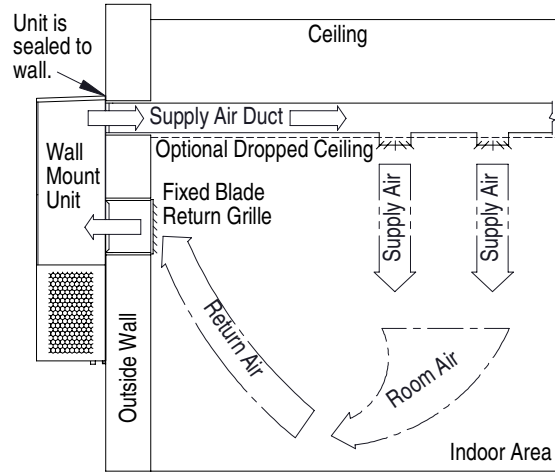 Unit is
sealed to
wall.
Ceiling
Supply Air Duct
Optional Dropped Ceiling
Wall
Mount
Unit
Fixed Blade
Return Grille
Supply Air
Supply Air
Return Air
Room Air
Outside Wall
Indoor Area